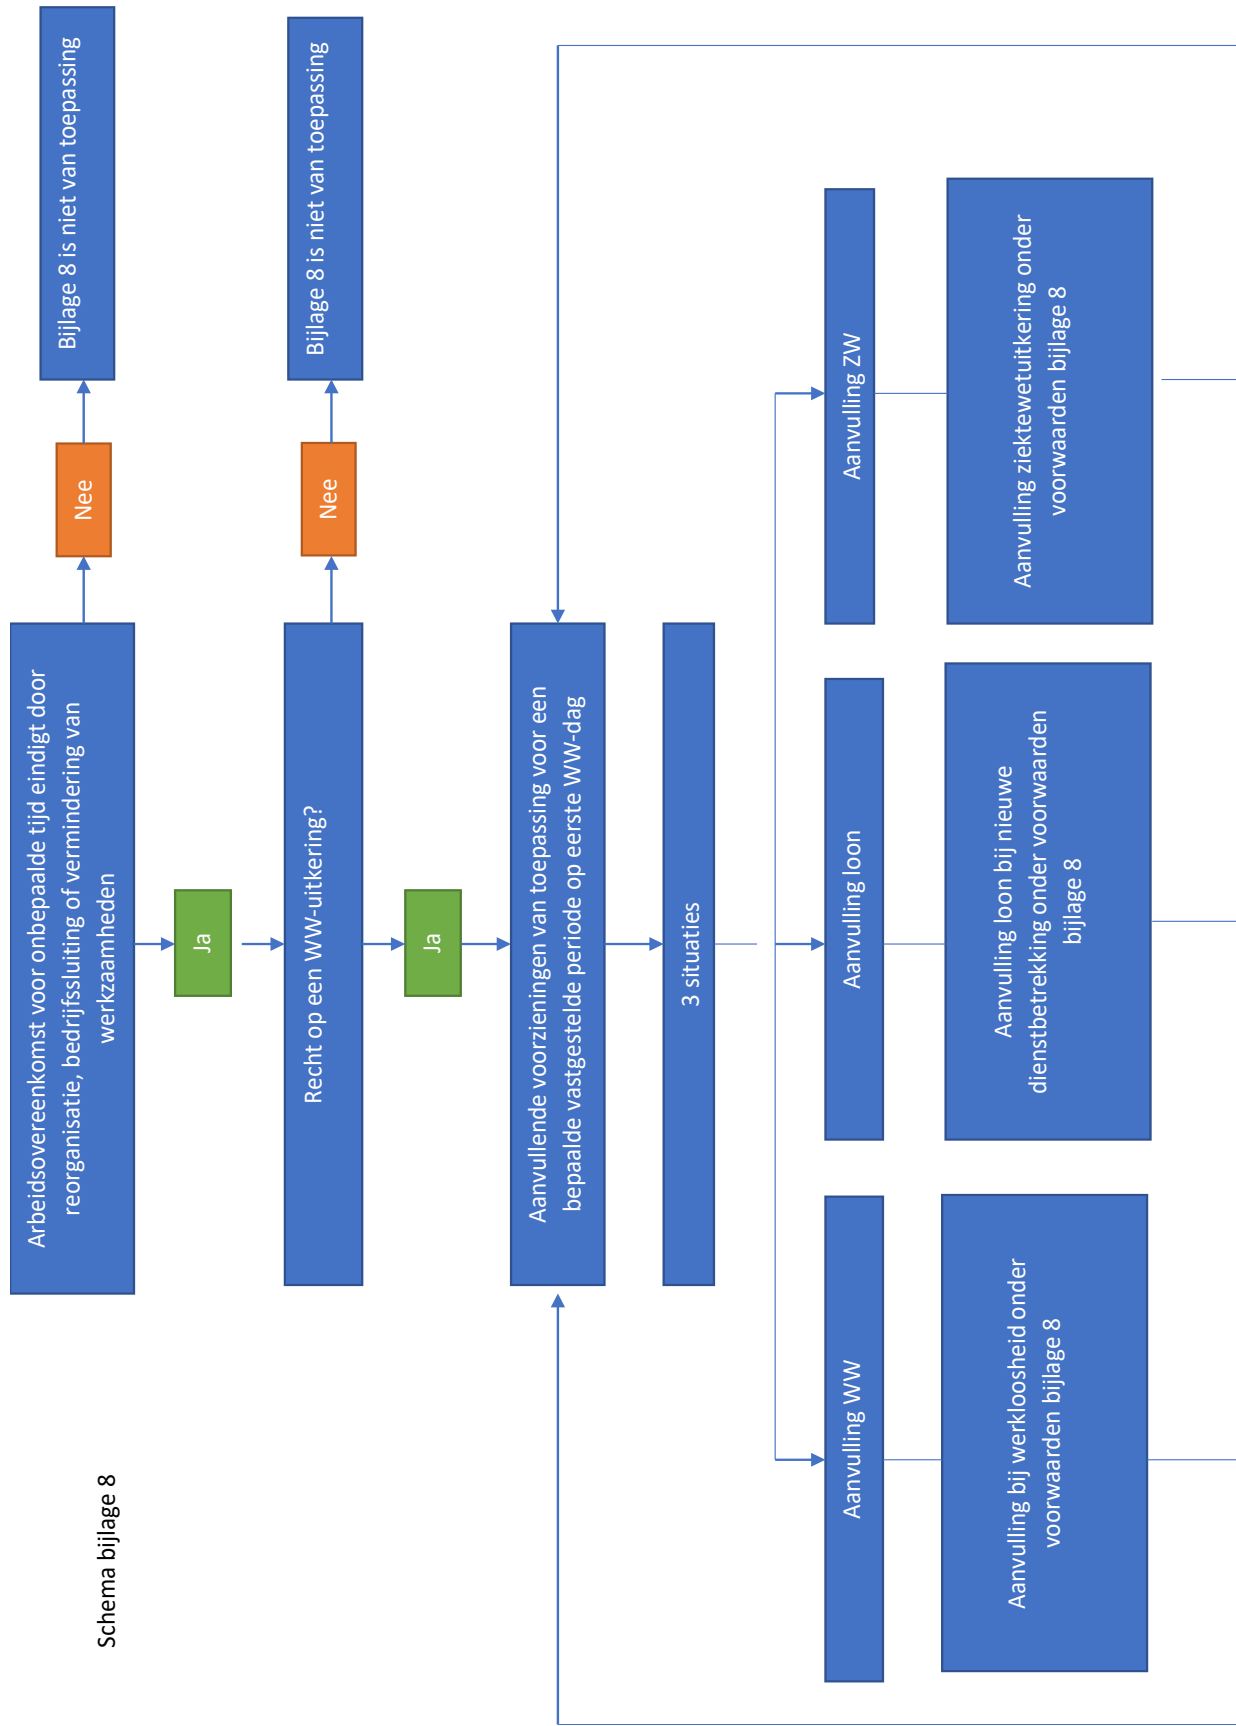 Schema bijlage 8
Arbeidsovereenkomst voor onbepaalde tijd eindigt door
reorganisatie, bedrijfssluiting of vermindering van
werkzaamheden
Nee
Bijlage 8 is niet van toepassing
Ja
Recht op een WW-uitkering?
Nee
Bijlage 8 is niet van toepassing
Ja
Aanvullende voorzieningen van toepassing voor een
bepaalde vastgestelde periode op eerste WW-dag
3 situaties
Aanvulling WW
Aanvulling loon
Aanvulling ZW
Aanvulling bij werkloosheid onder
voorwaarden bijlage 8
Aanvulling loon bij nieuwe
dienstbetrekking onder voorwaarden
bijlage 8
Aanvulling ziektewetuitkering onder
voorwaarden bijlage 8